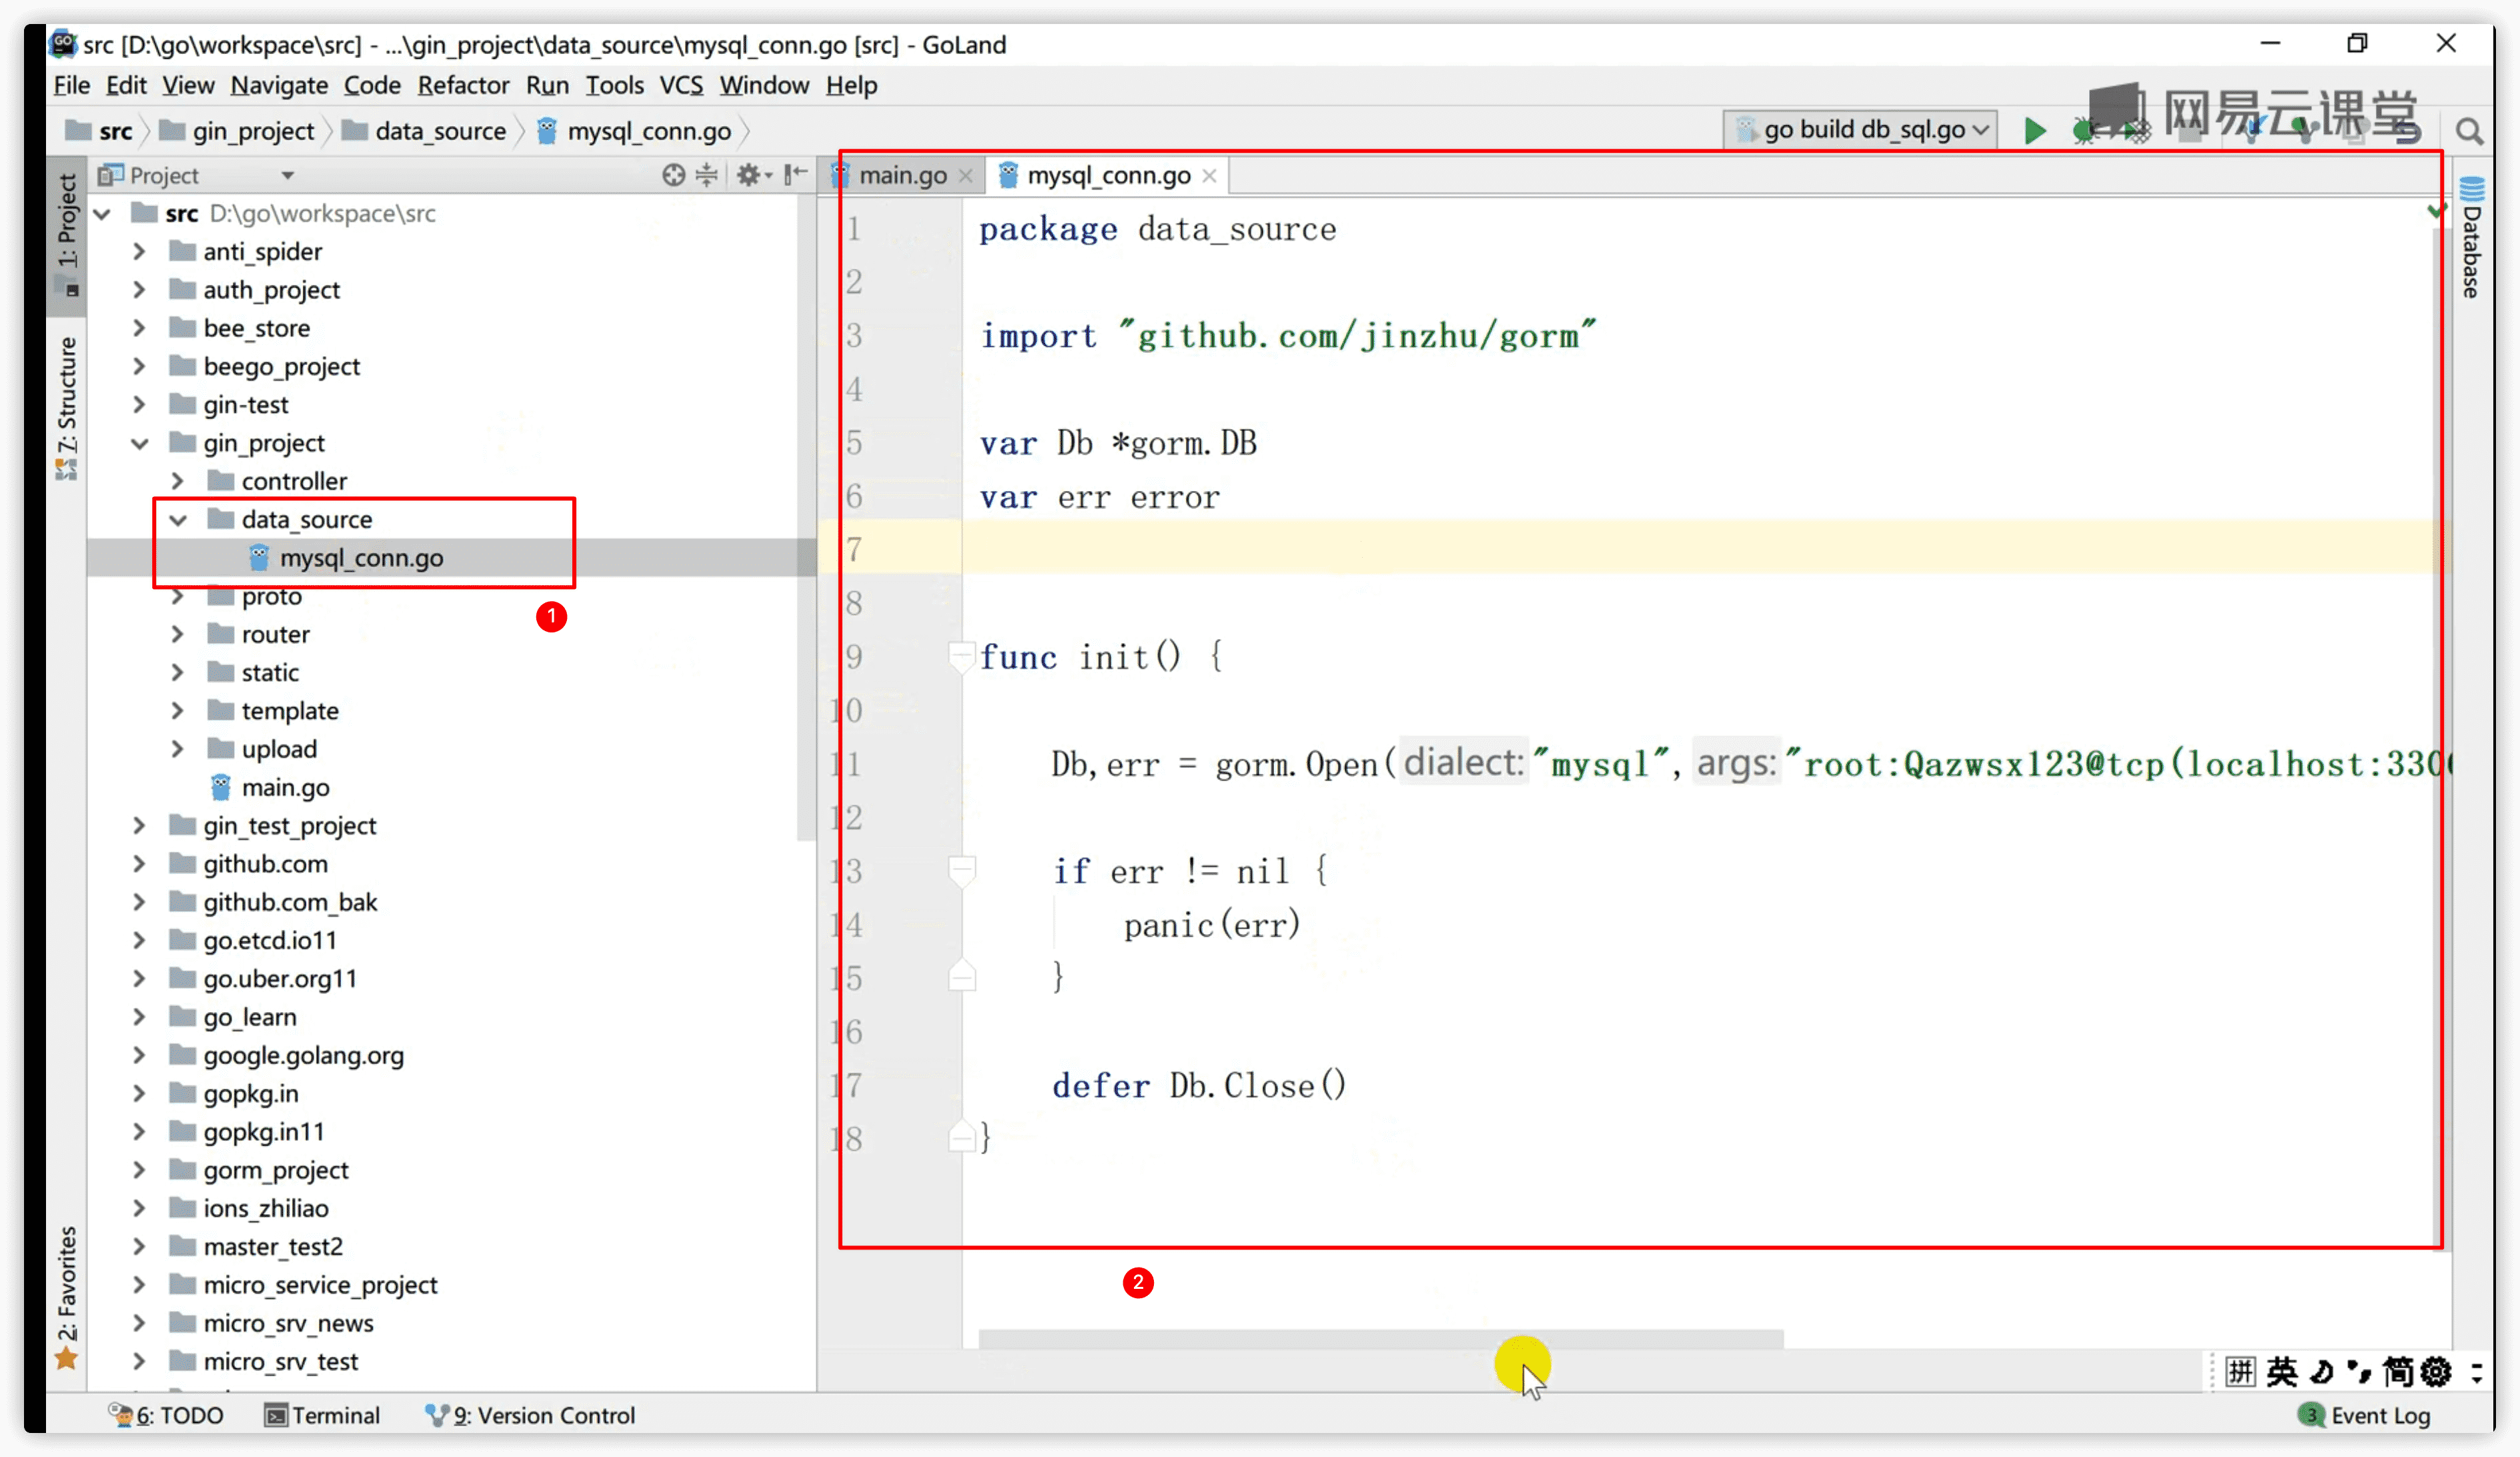 src [D:\go\workspace\src] - ...\gin_project\data_source\mysql_conn.go [src] - GoLand
File Edit View Navigate Code Refactor Run Tools VCS Window Help
src gin_project data_source mysql_conn.go
go build db_sql.go
网易云课堂
Project
main.go
mysql_conn.go
1: Project
7: Structure
2: Favorites
src D:\go\workspace\src
anti_spider
auth_project
bee_store
beego_project
gin-test
gin_project
controller
data_source
mysql_conn.go
1
proto
router
static
template
upload
main.go
gin_test_project
github.com
github.com_bak
go.etcd.io11
go.uber.org11
go_learn
google.golang.org
gopkg.in
gopkg.in11
gorm_project
ions_zhiliao
master_test2
micro_service_project
micro_srv_news
micro_srv_test
1 package data_source
2
3 import "github.com/jinzhu/gorm"
4
5 var Db *gorm.DB
6 var err error
7
8
9 func init() {
10
11 Db,err = gorm.Open( dialect: "mysql", args: "root:Qazwsx123@tcp(localhost:330
12
13 if err != nil {
14 panic(err)
15 }
16
17 defer Db.Close()
18 }
2
Database
拼 英 简
6: TODO Terminal 9: Version Control
3 Event Log